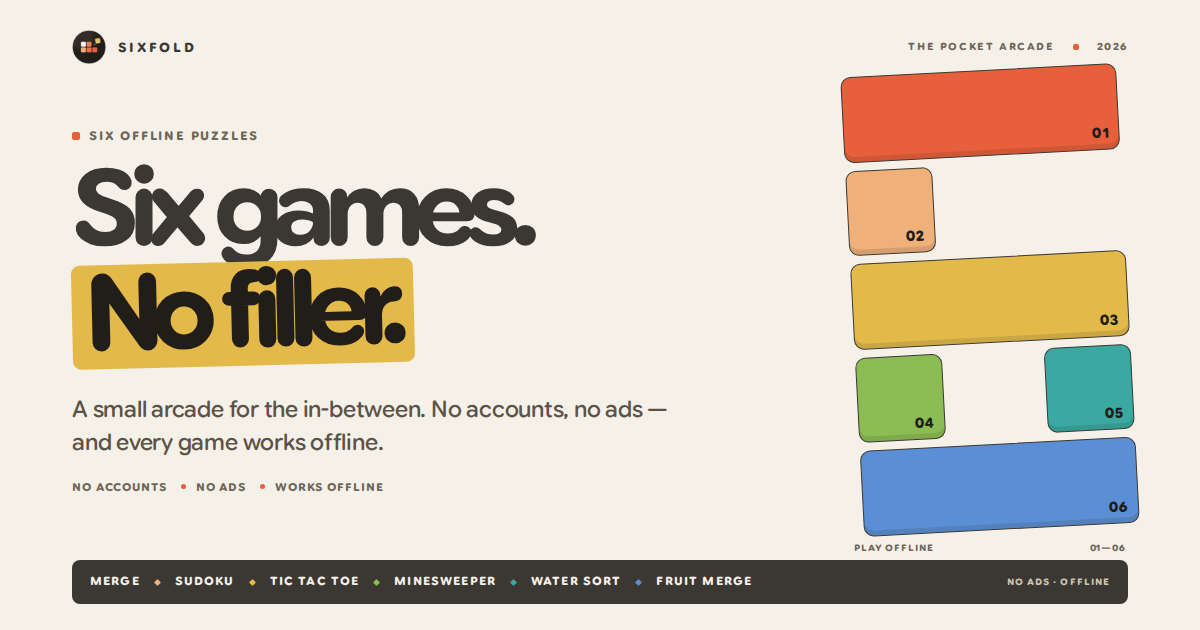 SIXFOLD
THE POCKET ARCADE 2026
SIX OFFLINE PUZZLES
Six games.
No filler.
A small arcade for the in-between. No accounts, no ads —
and every game works offline.
NO ACCOUNTS • NO ADS • WORKS OFFLINE
01
02
03
04
05
06
PLAY OFFLINE 01—06
MERGE ◆ SUDOKU ◆ TIC TAC TOE ◆ MINESWEEPER ◆ WATER SORT ◆ FRUIT MERGE
NO ADS · OFFLINE